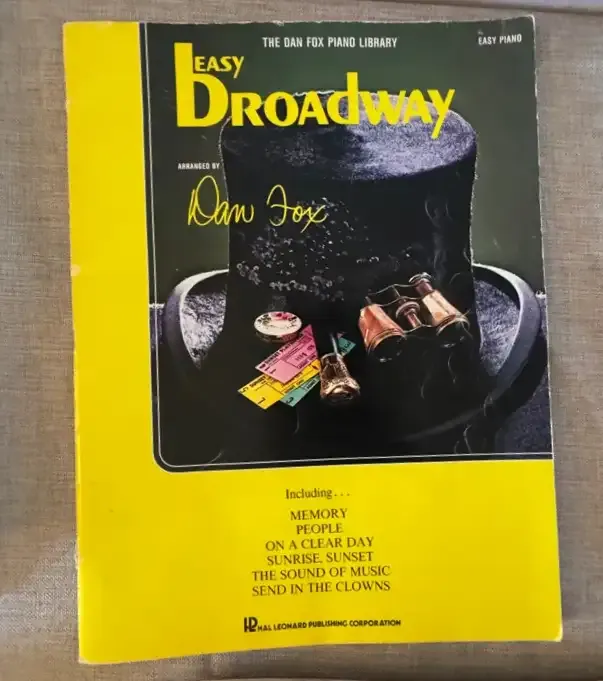 THE DAN FOX PIANO LIBRARY
EASY PIANO
EASY
BROADWAY
ARRANGED BY
Dan Fox
Including...
MEMORY
PEOPLE
ON A CLEAR DAY
SUNRISE, SUNSET
THE SOUND OF MUSIC
SEND IN THE CLOWNS
HAL LEONARD PUBLISHING CORPORATION